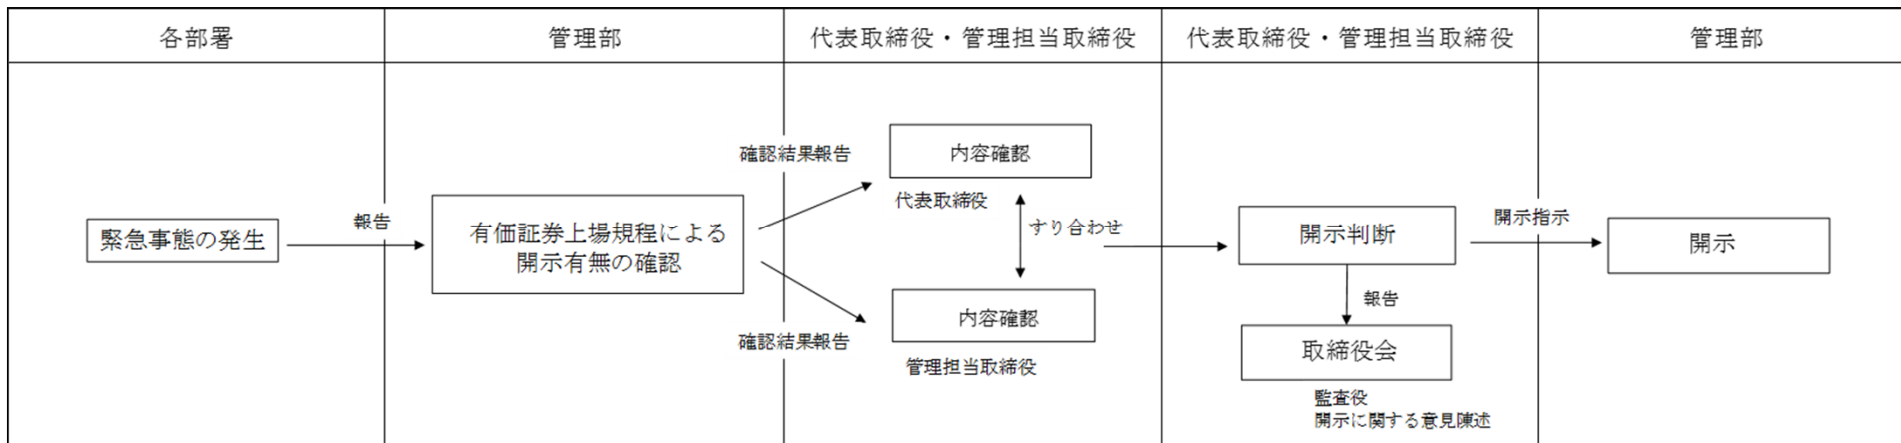 各部署
管理部
代表取締役・管理担当取締役
代表取締役・管理担当取締役
管理部
緊急事態の発生
報告
有価証券上場規程による
開示有無の確認
確認結果報告
確認結果報告
内容確認
代表取締役
すり合わせ
内容確認
管理担当取締役
開示判断
報告
取締役会
監査役
開示に関する意見陳述
開示指示
開示